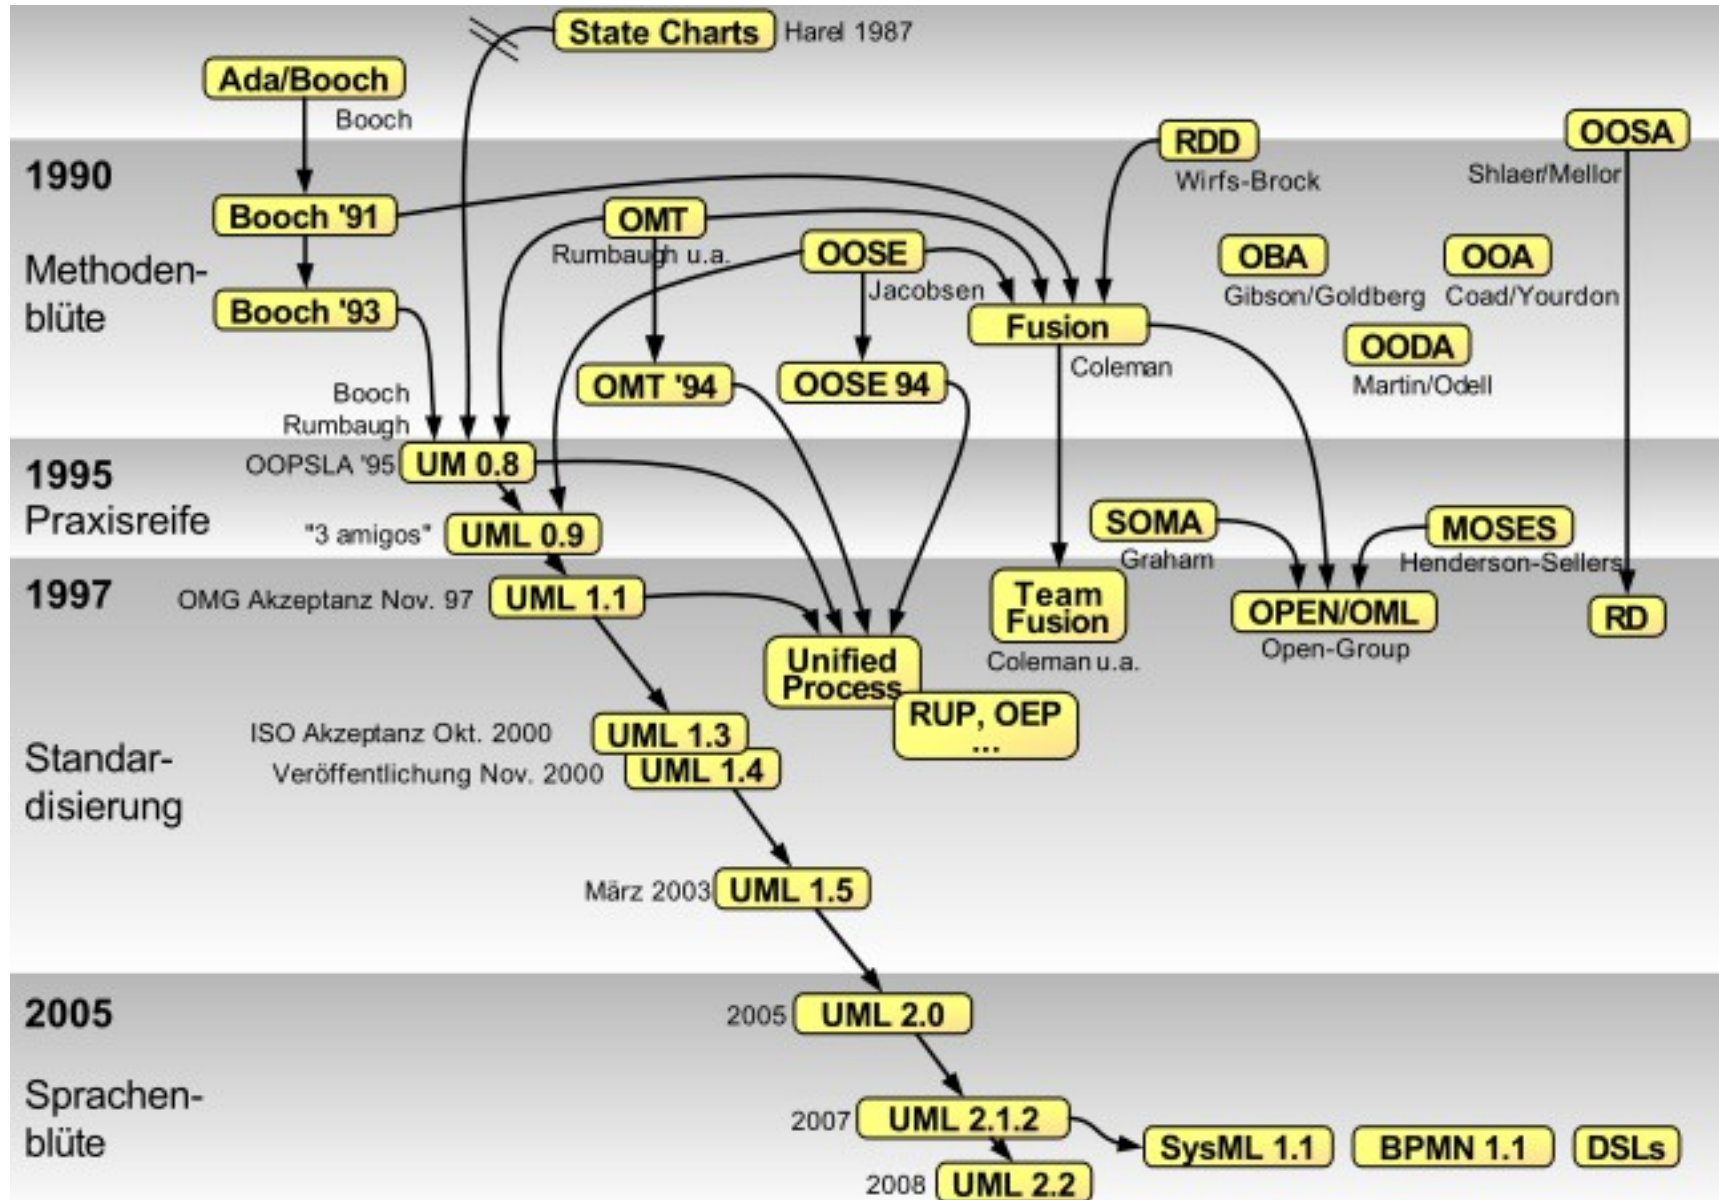 State Charts
Harel 1987
Ada/Booch
Booch
OOSA
Shlaer/Mellor
RDD
Wirfs-Brock
1990
Methoden-
blüte
Booch '91
OMT
Rumbaugh u.a.
OOSE
Jacobsen
OBA
Gibson/Goldberg
OOA
Coad/Yourdon
Booch '93
Fusion
Coleman
OODA
Martin/Odell
OMT '94
OOSE 94
Booch
Rumbaugh
OOPSLA '95
UM 0.8
1995
Praxisreife
"3 amigos"
UML 0.9
SOMA
Graham
MOSES
Henderson-Sellers
1997
OMG Akzeptanz Nov. 97
UML 1.1
Team
Fusion
Coleman u.a.
OPEN/OML
Open-Group
RD
Unified
Process
RUP, OEP
...
Standar-
disierung
ISO Akzeptanz Okt. 2000
UML 1.3
Veröffentlichung Nov. 2000
UML 1.4
März 2003
UML 1.5
2005
Sprachen-
blüte
2005
UML 2.0
2007
UML 2.1.2
SysML 1.1
BPMN 1.1
DSLs
2008
UML 2.2